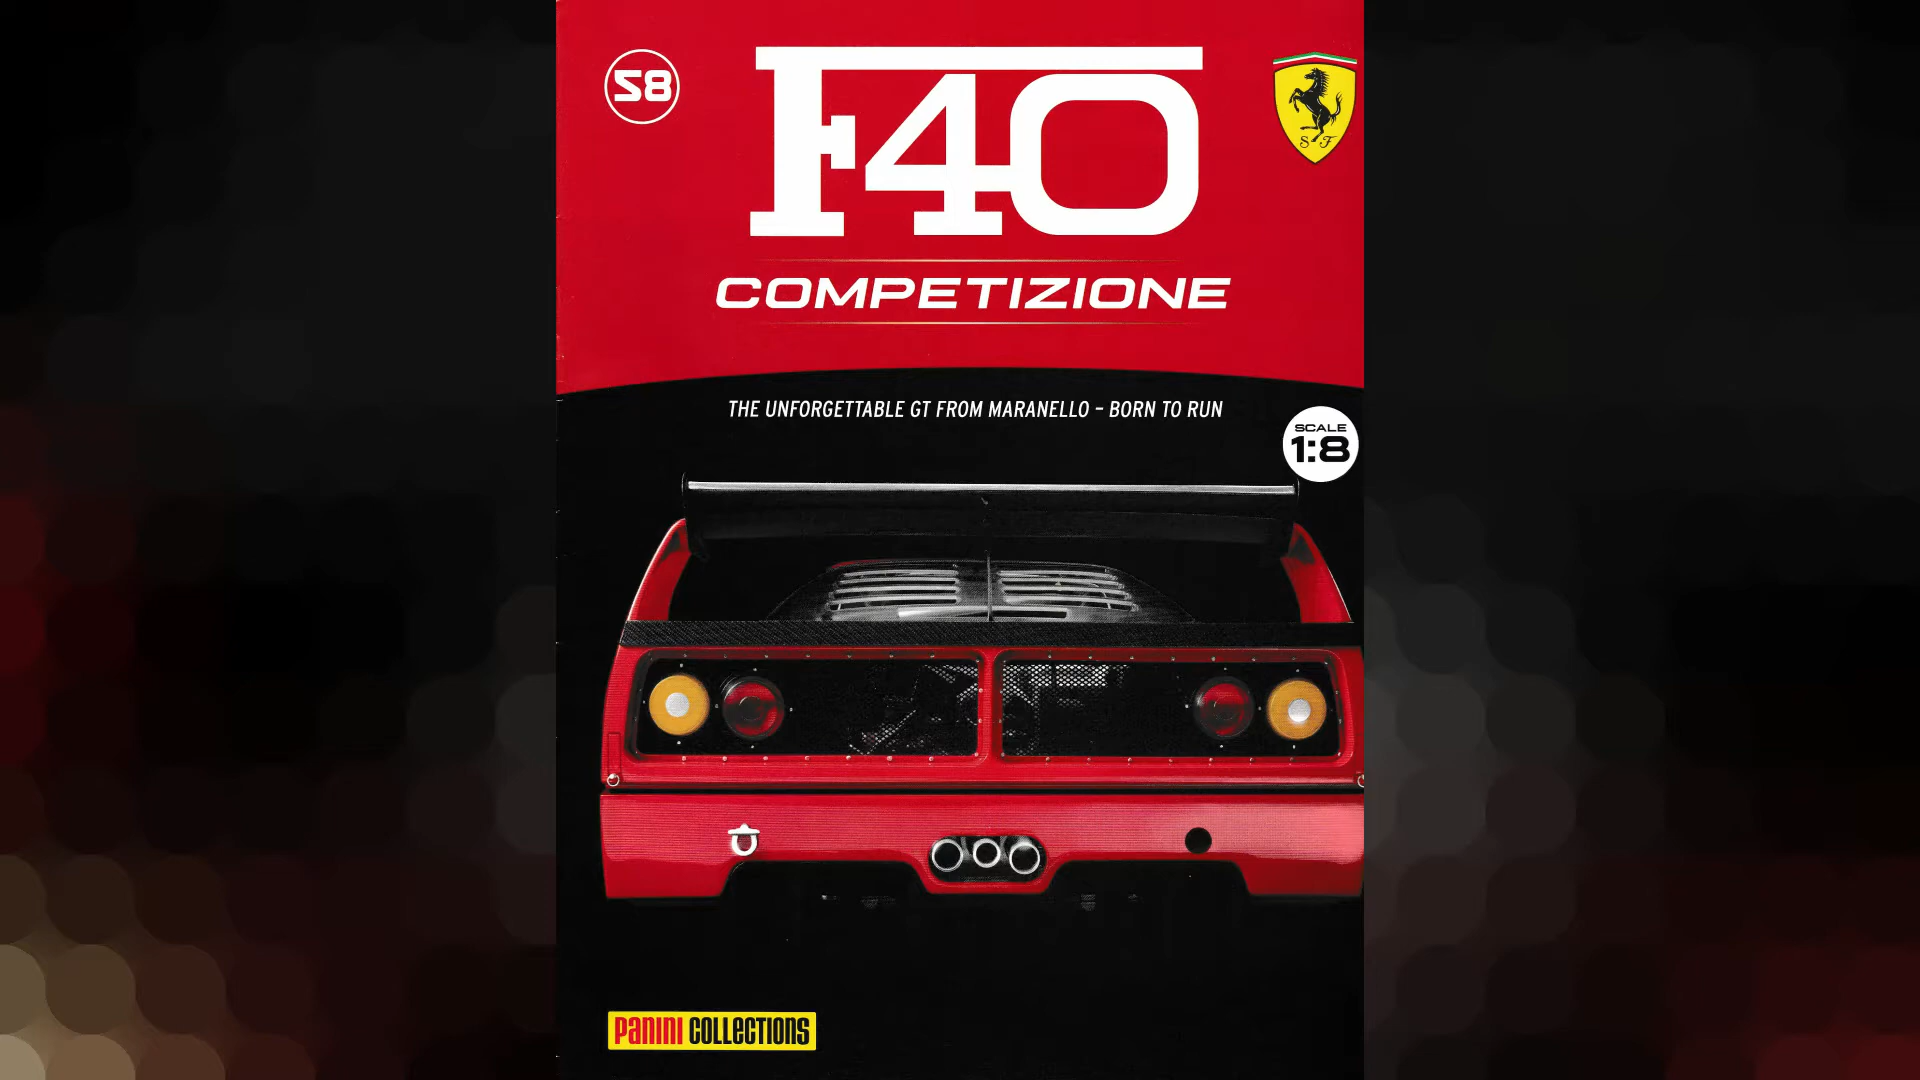 58
F40
COMPETIZIONE
S F
THE UNFORGETTABLE GT FROM MARANELLO – BORN TO RUN
SCALE
1:8
PANINI COLLECTIONS